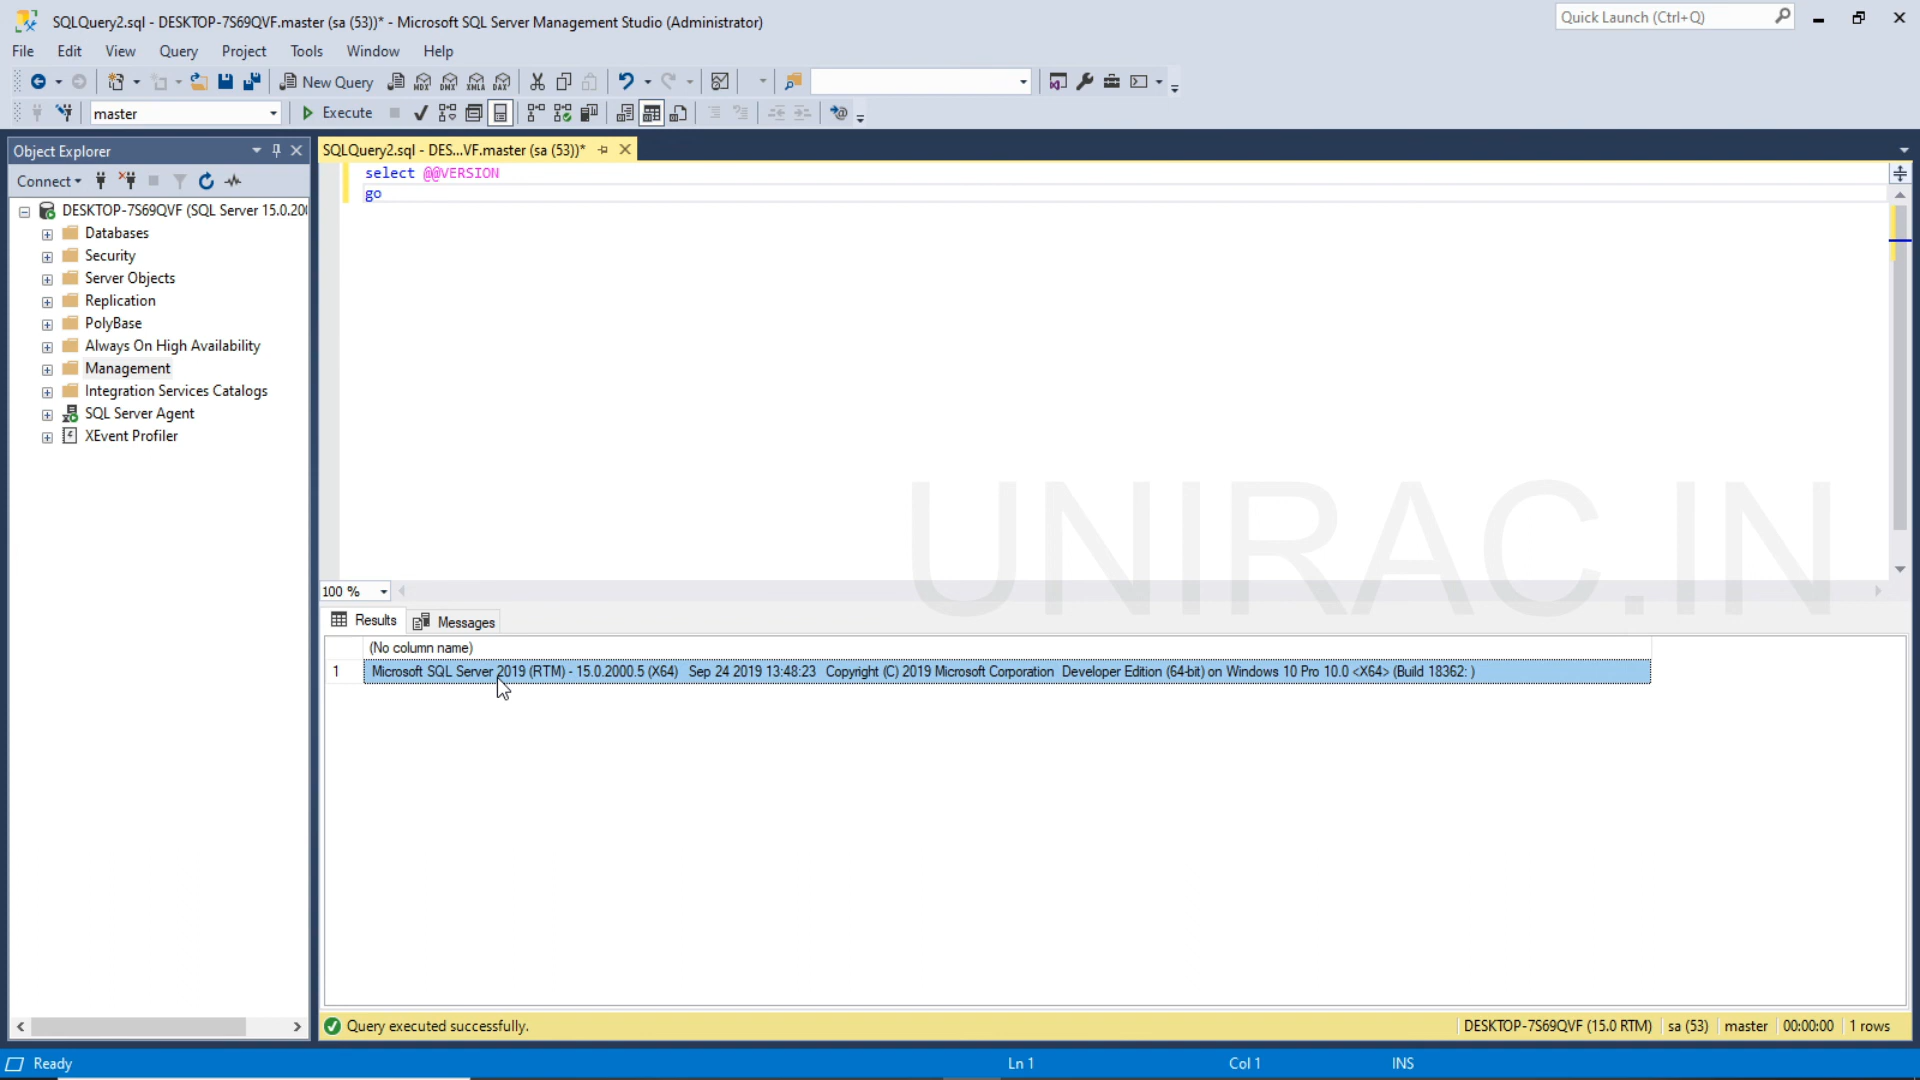 SQLQuery2.sql - DESKTOP-7S69QVF.master (sa (53))* - Microsoft SQL Server Management Studio (Administrator)
Quick Launch (Ctrl+Q)
File Edit View Query Project Tools Window Help
New Query MDX DMX XMLA DAX
master Execute
Object Explorer
SQLQuery2.sql - DES...VF.master (sa (53))*
Connect
select @@VERSION
go
DESKTOP-7S69QVF (SQL Server 15.0.200
Databases
Security
Server Objects
Replication
PolyBase
Always On High Availability
Management
Integration Services Catalogs
SQL Server Agent
XEvent Profiler
UNIRAC.IN
100 %
Results Messages
(No column name)
1 Microsoft SQL Server 2019 (RTM) - 15.0.2000.5 (X64) Sep 24 2019 13:48:23 Copyright (C) 2019 Microsoft Corporation Developer Edition (64-bit) on Windows 10 Pro 10.0 <X64> (Build 18362: )
Query executed successfully.
DESKTOP-7S69QVF (15.0 RTM) sa (53) master 00:00:00 1 rows
Ready Ln 1 Col 1 INS